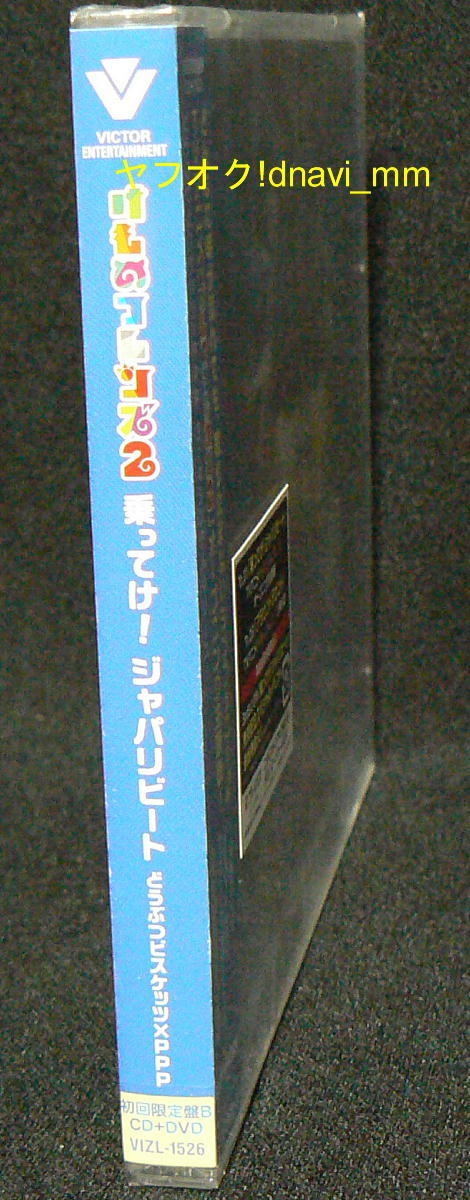 VICTOR
ENTERTAINMENT
ヤフオク!dnavi_mm
けものフレンズ2
乗ってけ!ジャパリビート
どうぶつビスケッツ×PPP
初回限定盤B
CD+DVD
VIZL-1526